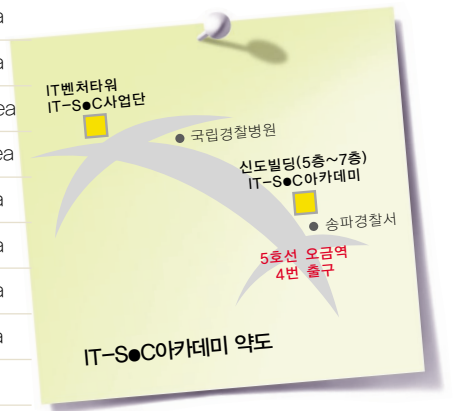 a
a
ea
ea
a
a
a
a
IT벤처타워
IT-S●C사업단
국립경찰병원
신도빌딩(5층~7층)
IT-S●C아카데미
송파경찰서
5호선 오금역
4번 출구
IT-S●C아카데미 약도